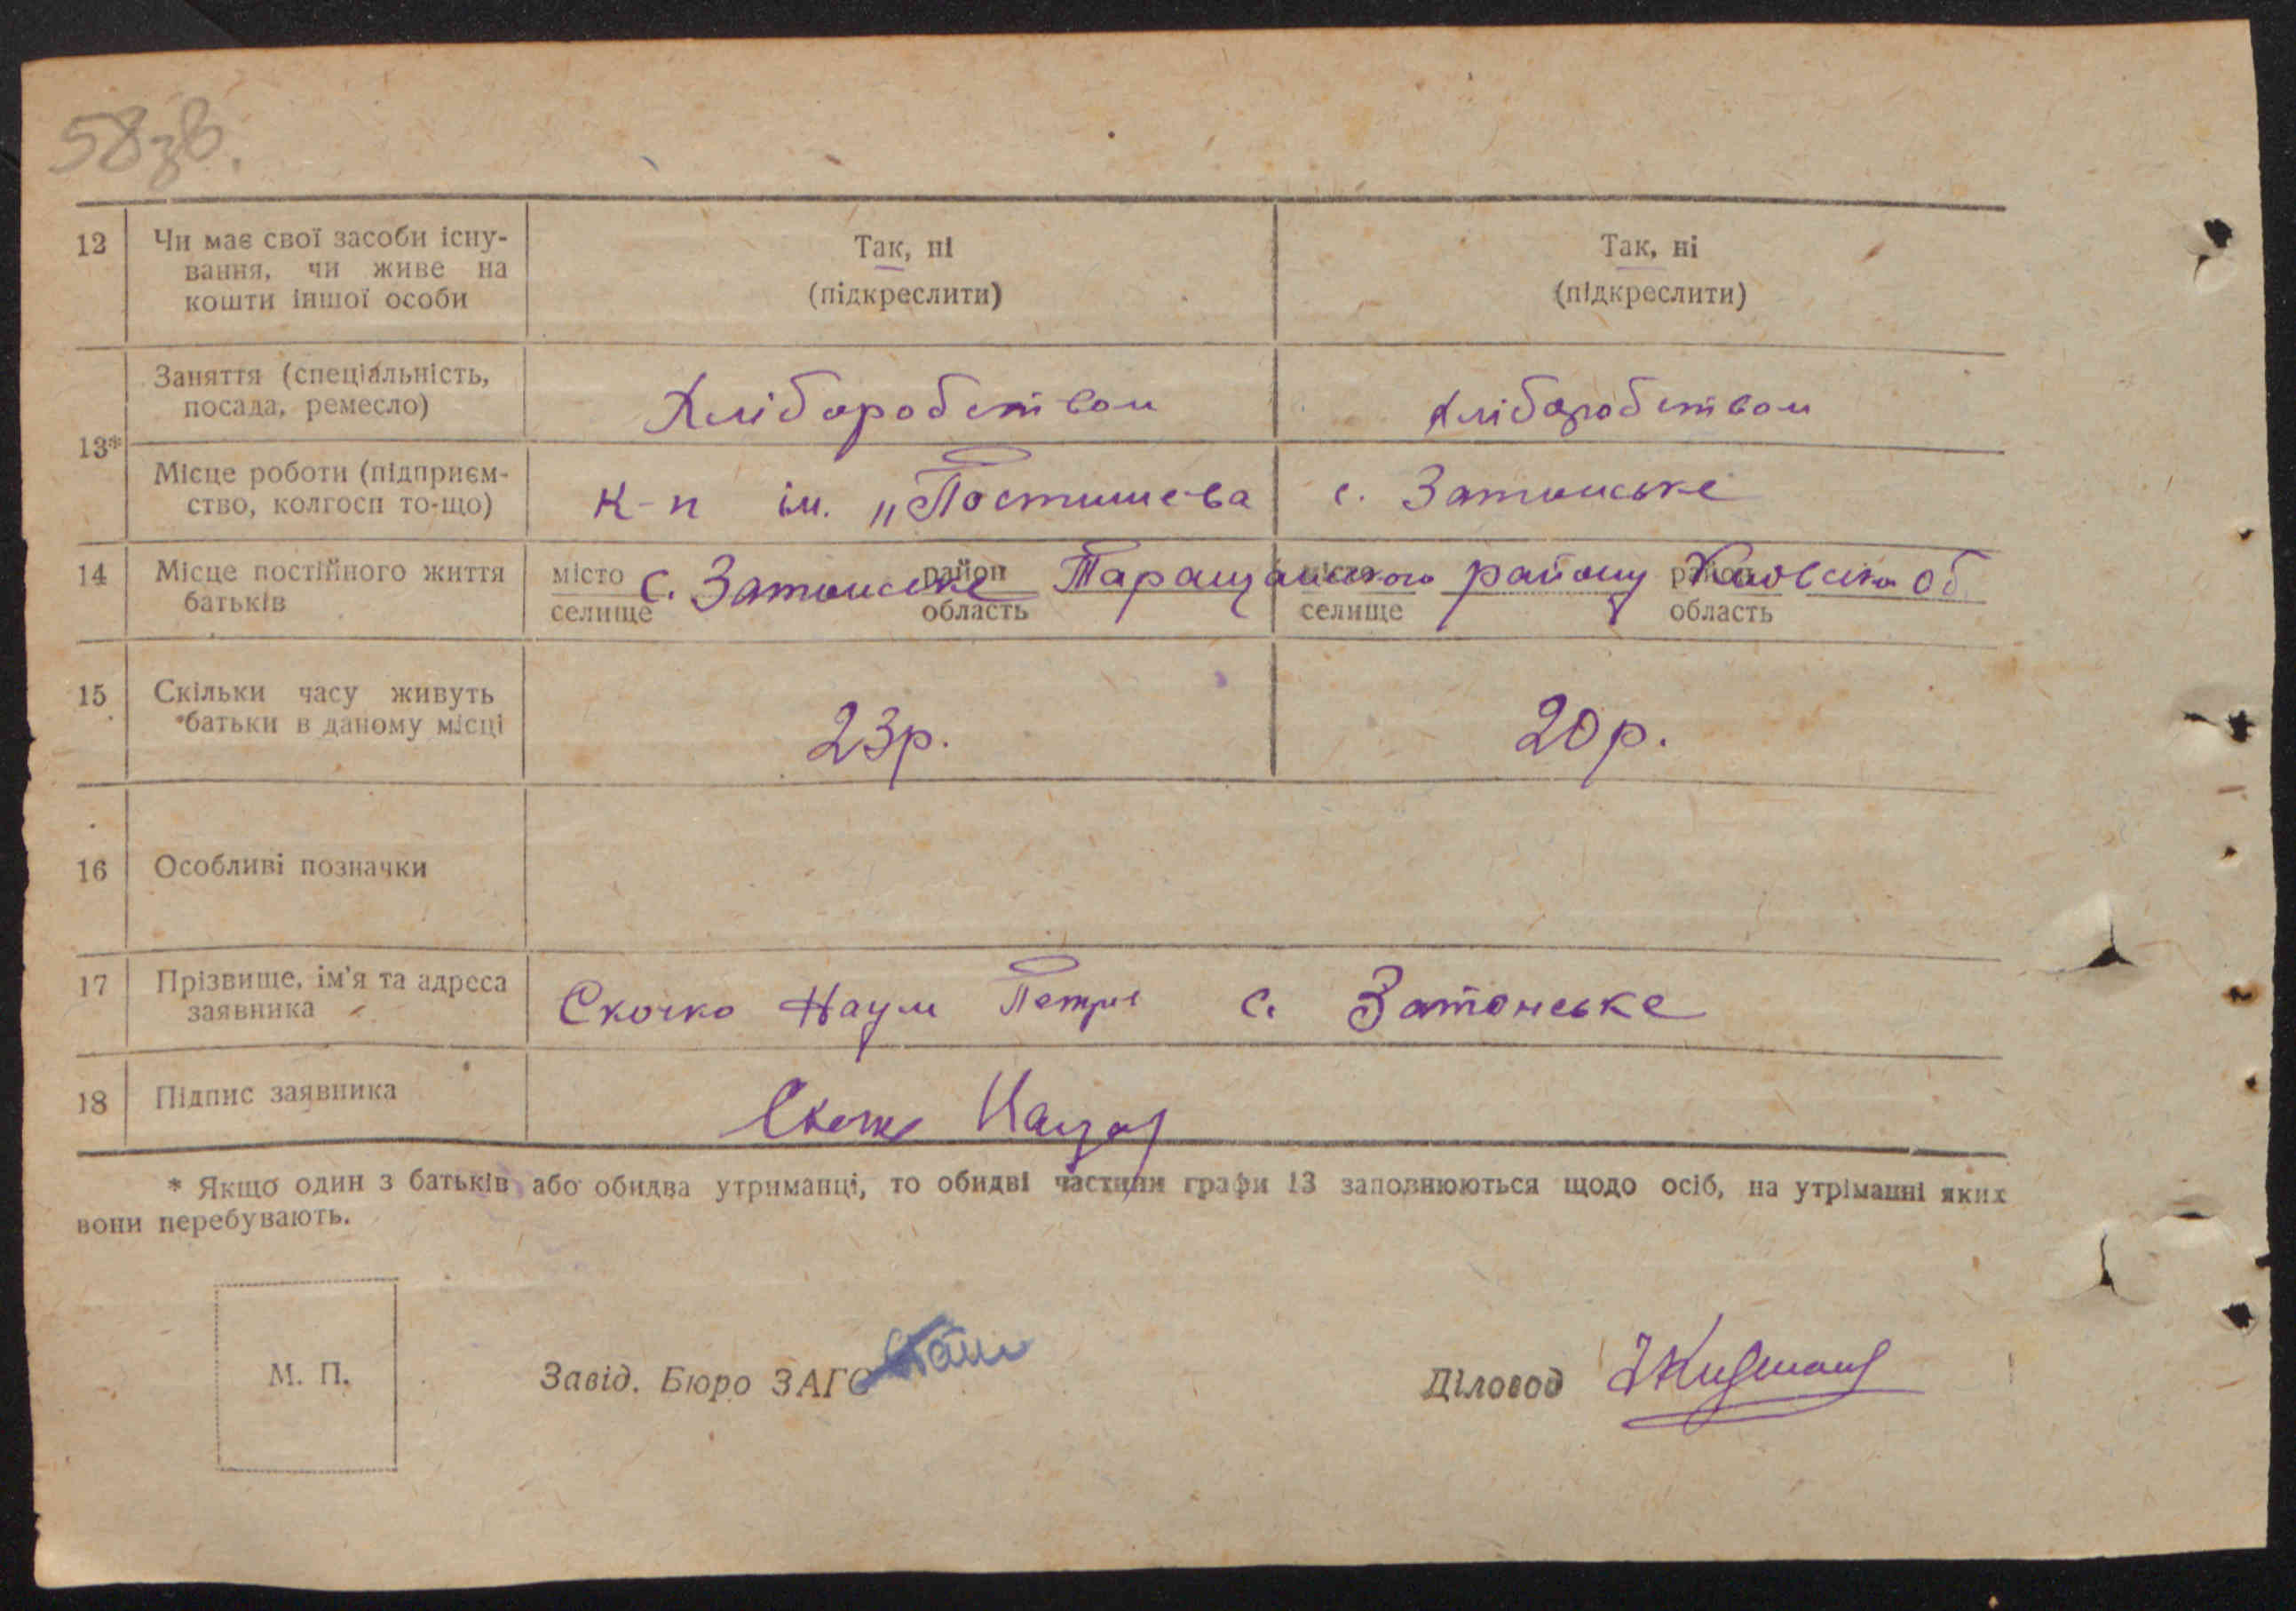 58зв.
12 Чи має свої засоби існу- Так, ні Так, ні
вання, чи живе на (підкреслити) (підкреслити)
кошти іншої особи
13* Заняття (спеціальність, Хліборобством Хліборобством
посада, ремесло)
Місце роботи (підприєм- К-п ім. „Постишева с. Затонське
ство, колгосп то-що)
14 Місце постійного життя місто с. Затонське район Таращанського місто району район Київсько Об
батьків селище область селище область
15 Скільки часу живуть 23р. 20р.
батьки в даному місці
16 Особливі позначки
17 Прізвище, ім'я та адреса Скочко Наум Петро с. Затонське
заявника
18 Підпис заявника
* Якщо один з батьків або обидва утриманці, то обидві частини графи 13 заповнюються щодо осіб, на утріманні яких
вони перебувають.
М. П. Завід. Бюро ЗАГС Діловод